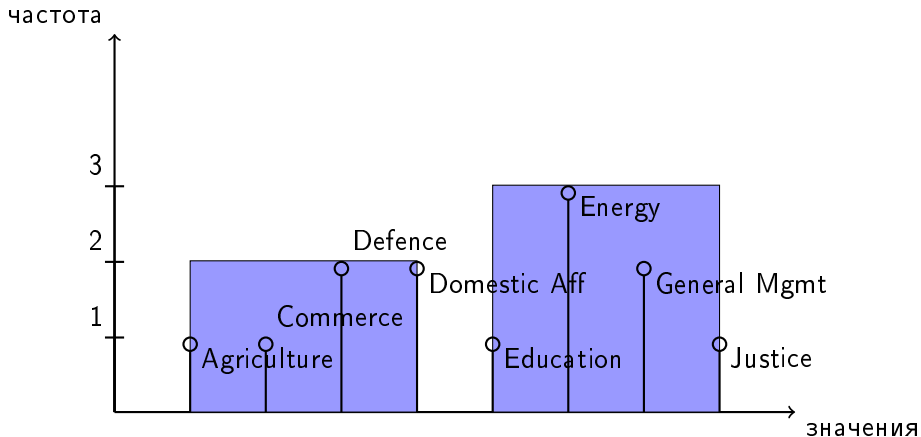 частота
3
2
1
Defence
Energy
Domestic Aff
General Mgmt
Commerce
Agriculture
Education
Justice
значения